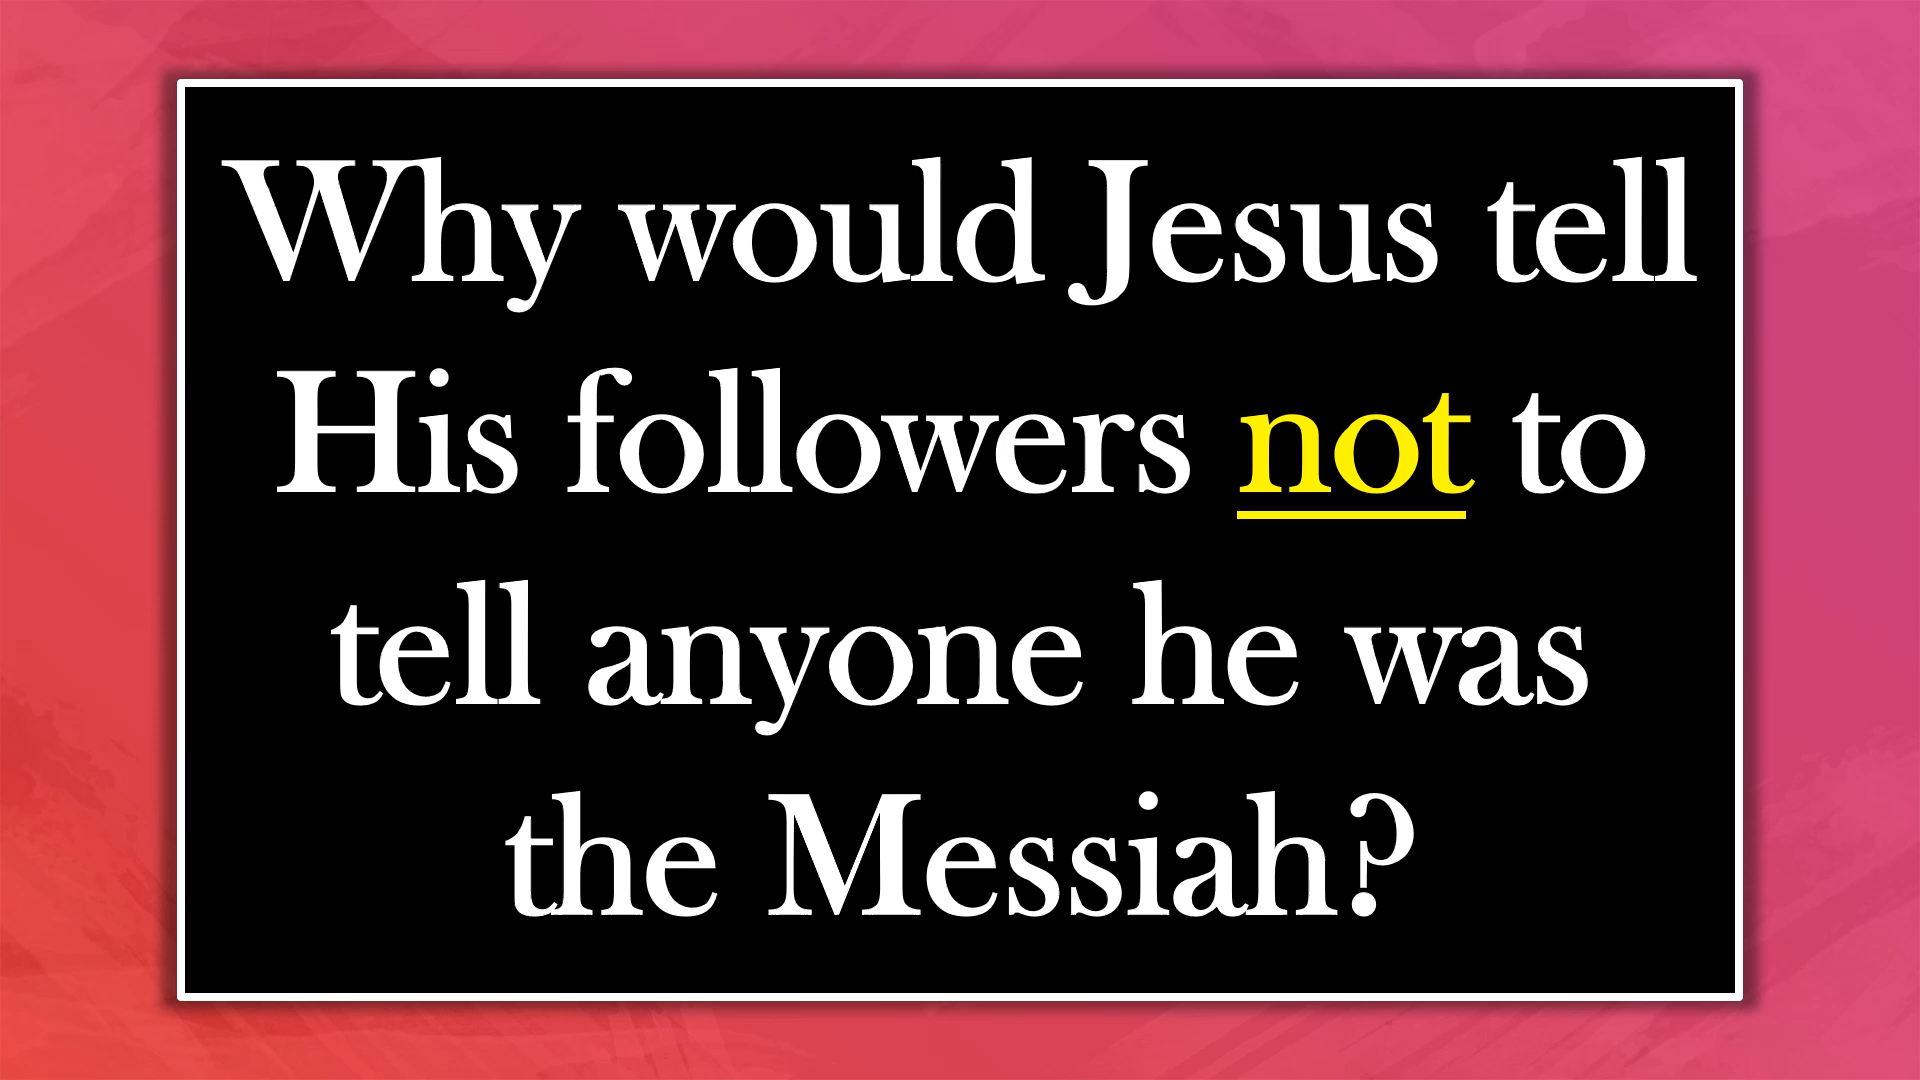 Why would Jesus tell
His followers not to
tell anyone he was
the Messiah?